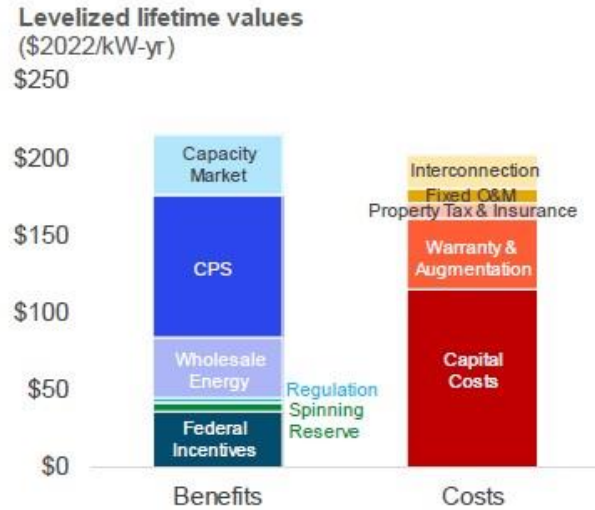 Levelized lifetime values
($2022/kW-yr)
$250
$200
$150
$100
$50
$0
Capacity
Market
CPS
Wholesale
Energy
Regulation
Spinning
Reserve
Federal
Incentives
Interconnection
Fixed O&M
Property Tax & Insurance
Warranty &
Augmentation
Capital
Costs
Benefits
Costs